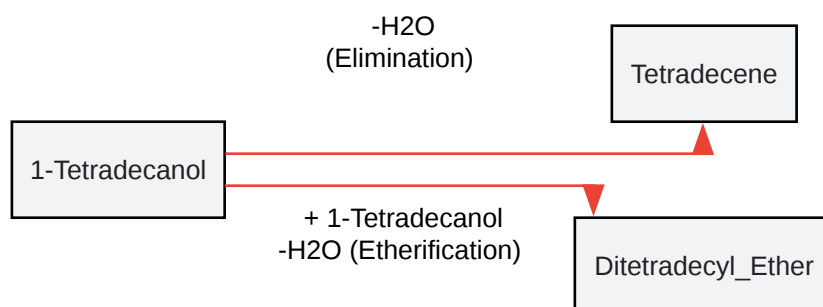 -H2O
(Elimination)
Tetradecene
1-Tetradecanol
+ 1-Tetradecanol
-H2O (Etherification)
Ditetradecyl_Ether